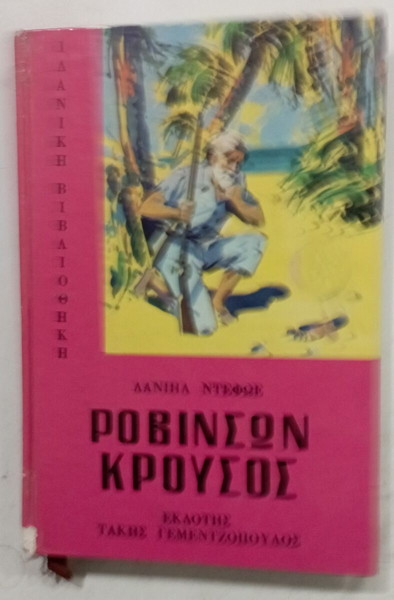 ΙΔΑΝΙΚΗ ΒΙΒΛΙΟΘΗΚΗ
ΔΑΝΙΗΛ ΝΤΕΦΩΕ
ΡΟΒΙΝΣΩΝ
ΚΡΟΥΣΟΣ
ΕΚΔΟΤΗΣ
ΤΑΚΗΣ ΓΕΜΕΝΤΖΟΠΟΥΛΟΣ